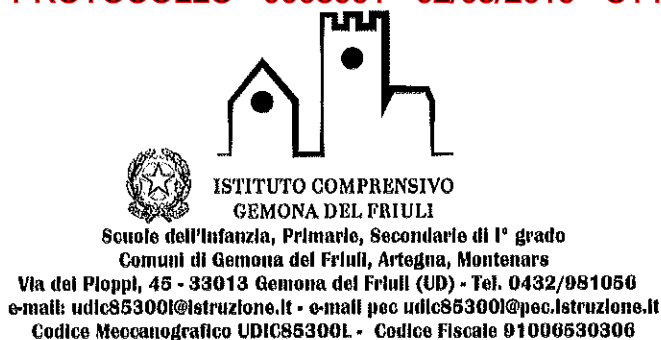 ISTITUTO COMPRENSIVO
GEMONA DEL FRIULI
Scuole dell'Infanzia, Primarie, Secondarie di I° grado
Comuni di Gemona del Friuli, Artegna, Montenars
Via dei Pioppi, 45 - 33013 Gemona del Friuli (UD) - Tel. 0432/981056
e-mail: udic85300l@istruzione.it - e-mail pec udic85300l@pec.istruzione.it
Codice Meccanografico UDIC85300L - Codice Fiscale 91006530306